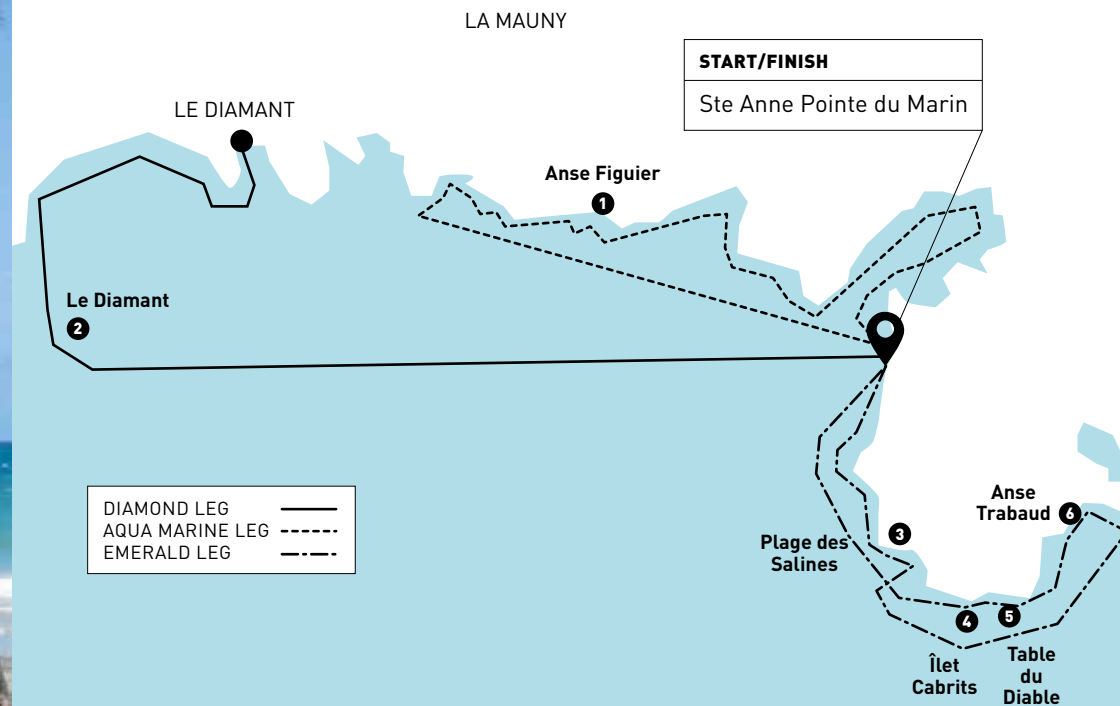 LA MAUNY
START/FINISH
Ste Anne Pointe du Marin
LE DIAMANT
Anse Figuier
1
Le Diamant
2
DIAMOND LEG
AQUA MARINE LEG
EMERALD LEG
Anse
Trabaud
6
3
Plage des
Salines
4
5
Îlet
Cabrits
Table
du
Diable